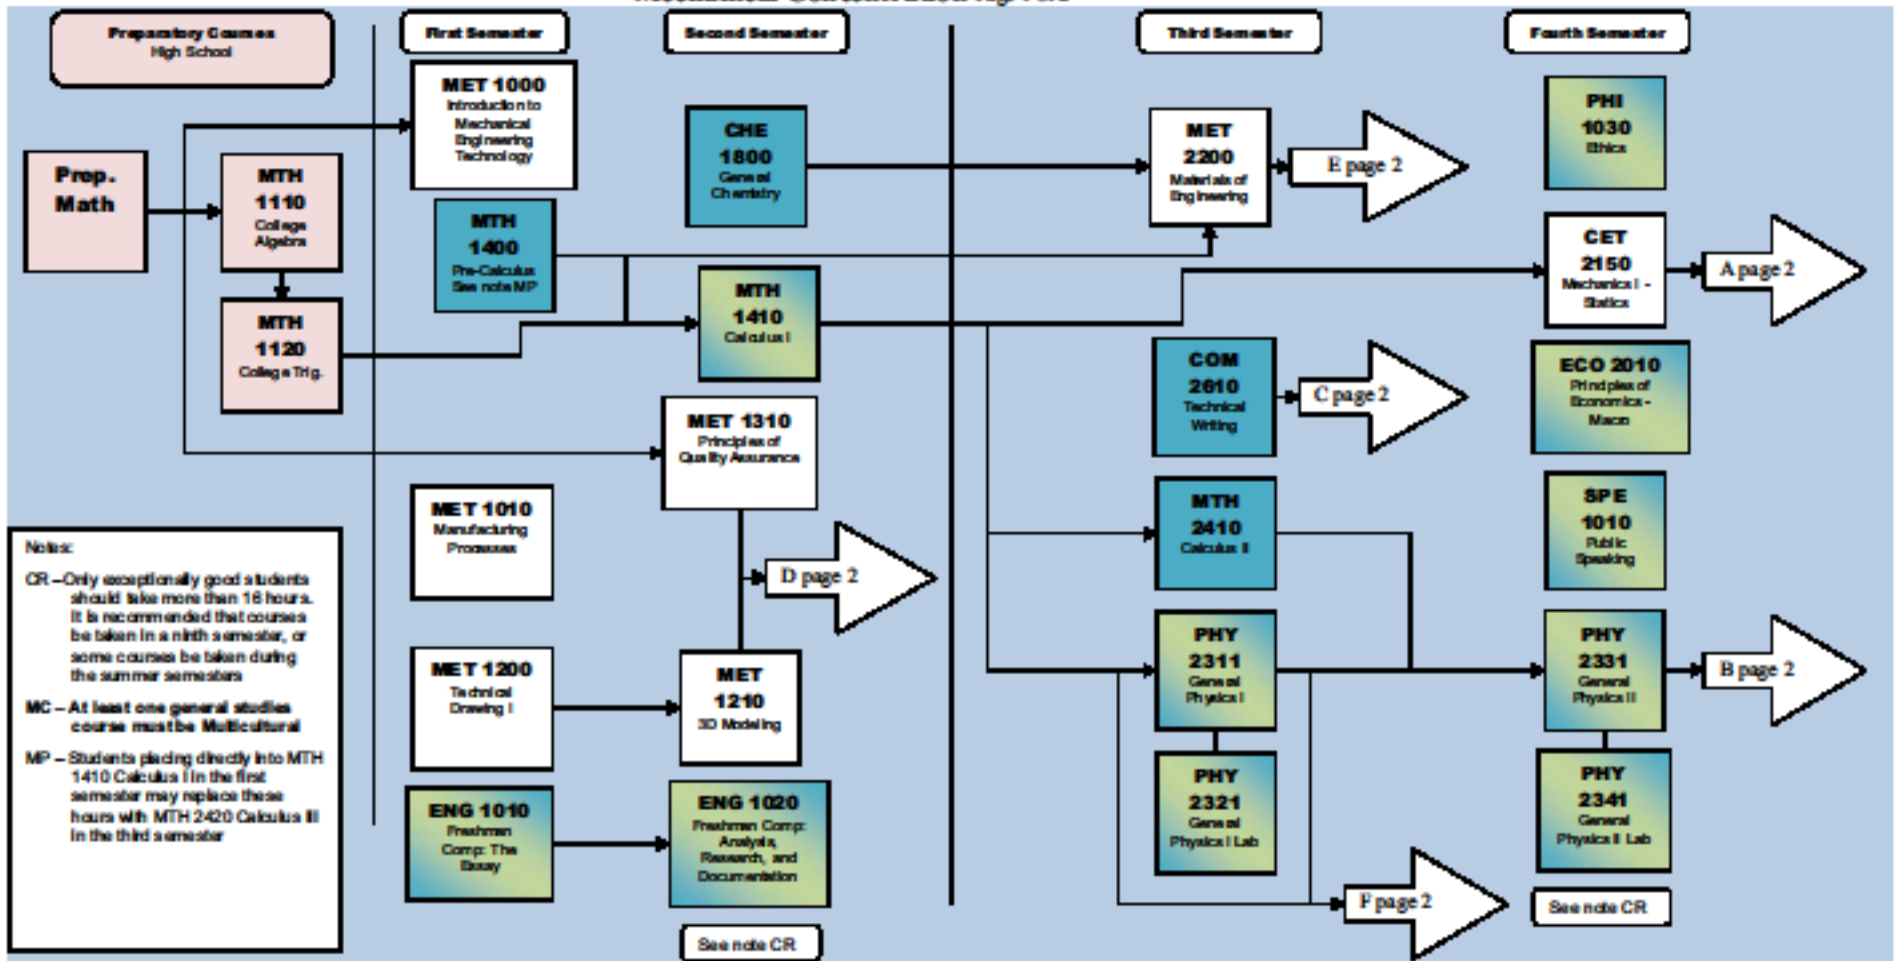 Preparatory Courses
High School
First Semester
Second Semester
Third Semester
Fourth Semester
Prep.
Math
MTH
1110
College
Algebra
MTH
1120
College Trig.
MET 1000
Introduction to
Mechanical
Engineering
Technology
MTH
1400
Pre-Calculus
See note MP
MET 1010
Manufacturing
Processes
MET 1200
Technical
Drawing I
ENG 1010
Freshman
Comp: The
Essay
CHE
1800
General
Chemistry
MTH
1410
Calculus I
MET 1310
Principles of
Quality Assurance
D page 2
MET
1210
3D Modeling
ENG 1020
Freshman Comp:
Analysis,
Research, and
Documentation
See note CR
MET
2200
Materials of
Engineering
E page 2
COM
2610
Technical
Writing
C page 2
MTH
2410
Calculus II
PHY
2311
General
Physics I
PHY
2321
General
Physics I Lab
F page 2
PHI
1030
Ethics
CET
2150
Mechanics I -
Statics
A page 2
ECO 2010
Principles of
Economics -
Macro
SPE
1010
Public
Speaking
PHY
2331
General
Physics II
B page 2
PHY
2341
General
Physics II Lab
See note CR
Notes:
CR – Only exceptionally good students
should take more than 16 hours.
It is recommended that courses
be taken in a ninth semester, or
some courses be taken during
the summer semesters
MC – At least one general studies
course must be Multicultural
MP – Students placing directly into MTH
1410 Calculus I in the first
semester may replace these
hours with MTH 2420 Calculus III
in the third semester